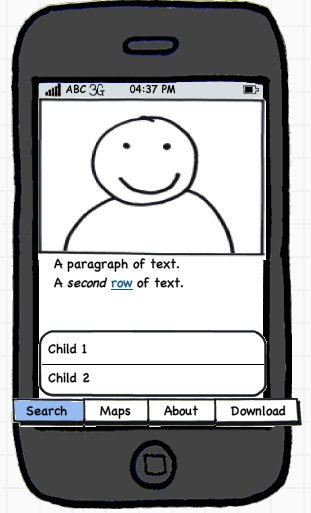 ABC 3G 04:37 PM
A paragraph of text.
A second row of text.
Child 1
Child 2
Search Maps About Download